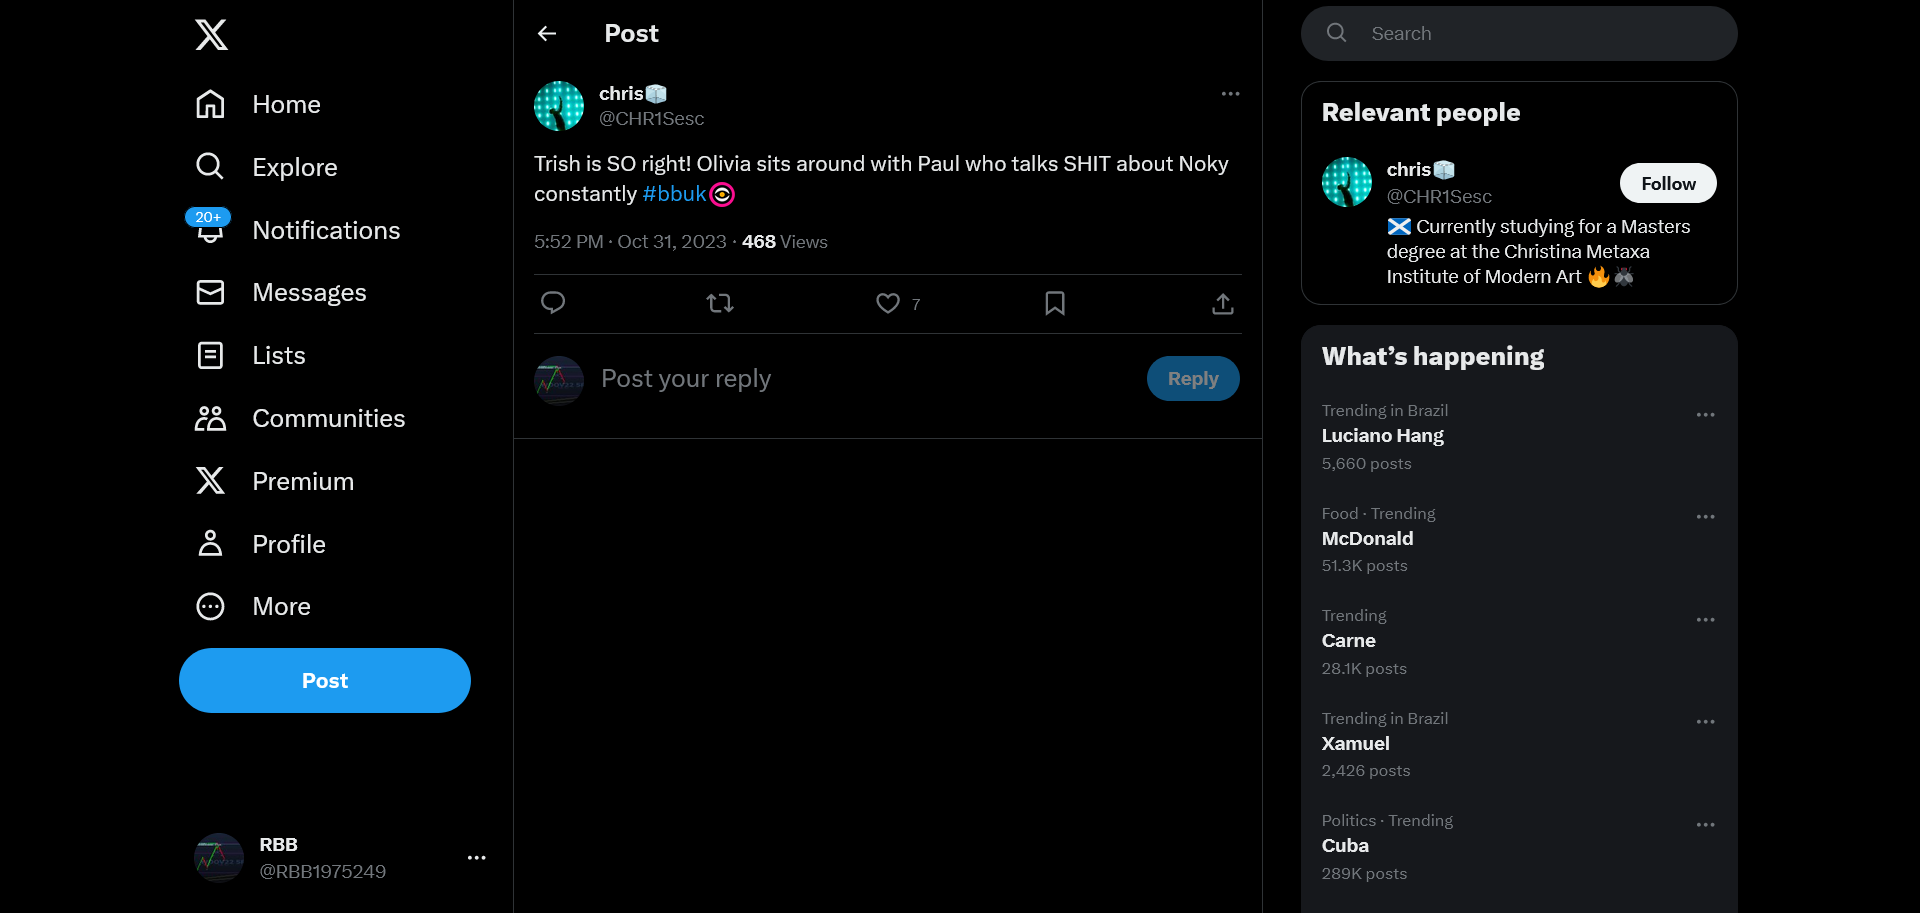 Home
Explore
20+
Notifications
Messages
Lists
Communities
Premium
Profile
More
Post
RBB
@RBB1975249
Post
chris
@CHR1Sesc
Trish is SO right! Olivia sits around with Paul who talks SHIT about Noky
constantly #bbuk
5:52 PM · Oct 31, 2023 · 468 Views
7
Post your reply
Reply
Search
Relevant people
chris
@CHR1Sesc
Follow
Currently studying for a Masters
degree at the Christina Metaxa
Institute of Modern Art
What’s happening
Trending in Brazil
Luciano Hang
5,660 posts
Food · Trending
McDonald
51.3K posts
Trending
Carne
28.1K posts
Trending in Brazil
Xamuel
2,426 posts
Politics · Trending
Cuba
289K posts